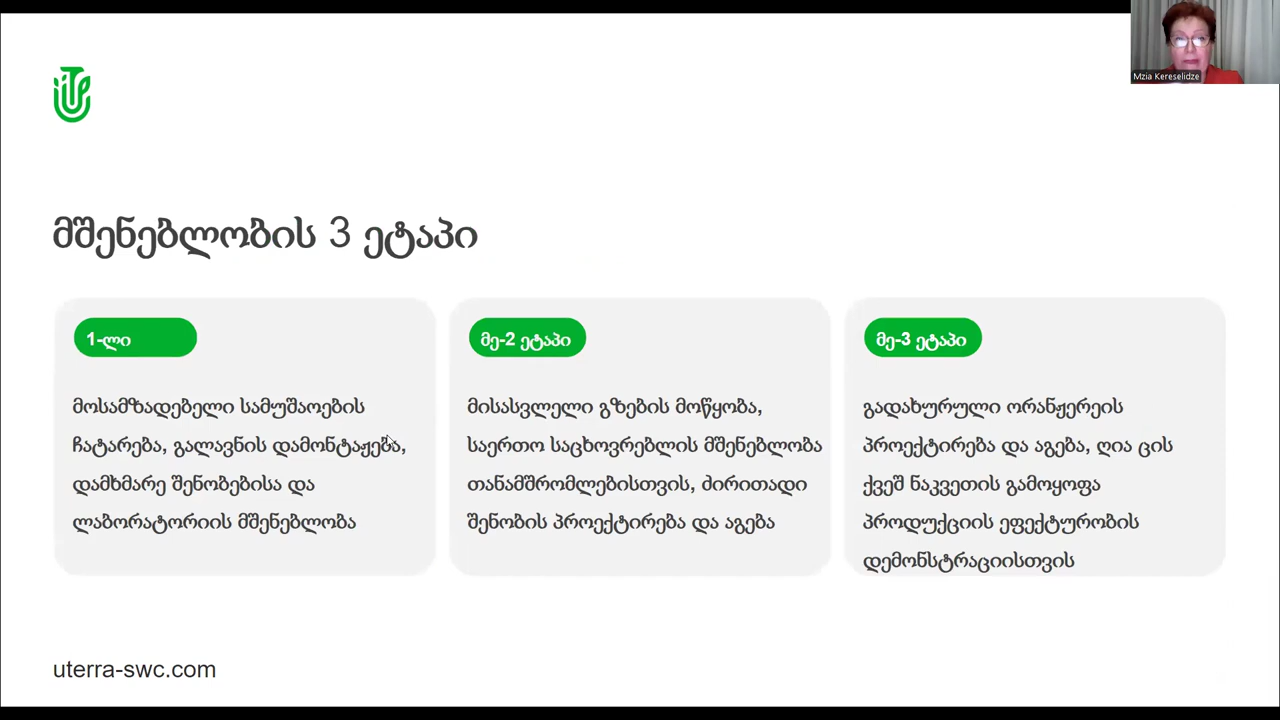 Mzia Kereselidze
მშენებლობის 3 ეტაპი
1-ლი
მოსამზადებელი სამუშაოების
ჩატარება, გალავნის დამონტაჟება,
დამხმარე შენობებისა და
ლაბორატორიის მშენებლობა
მე-2 ეტაპი
მისასვლელი გზების მოწყობა,
საერთო საცხოვრებლის მშენებლობა
თანამშრომლებისთვის, ძირითადი
შენობის პროექტირება და აგება
მე-3 ეტაპი
გადახურული ორანჟერეის
პროექტირება და აგება, ღია ცის
ქვეშ ნაკვეთის გამოყოფა
პროდუქციის ეფექტურობის
დემონსტრაციისთვის
uterra-swc.com